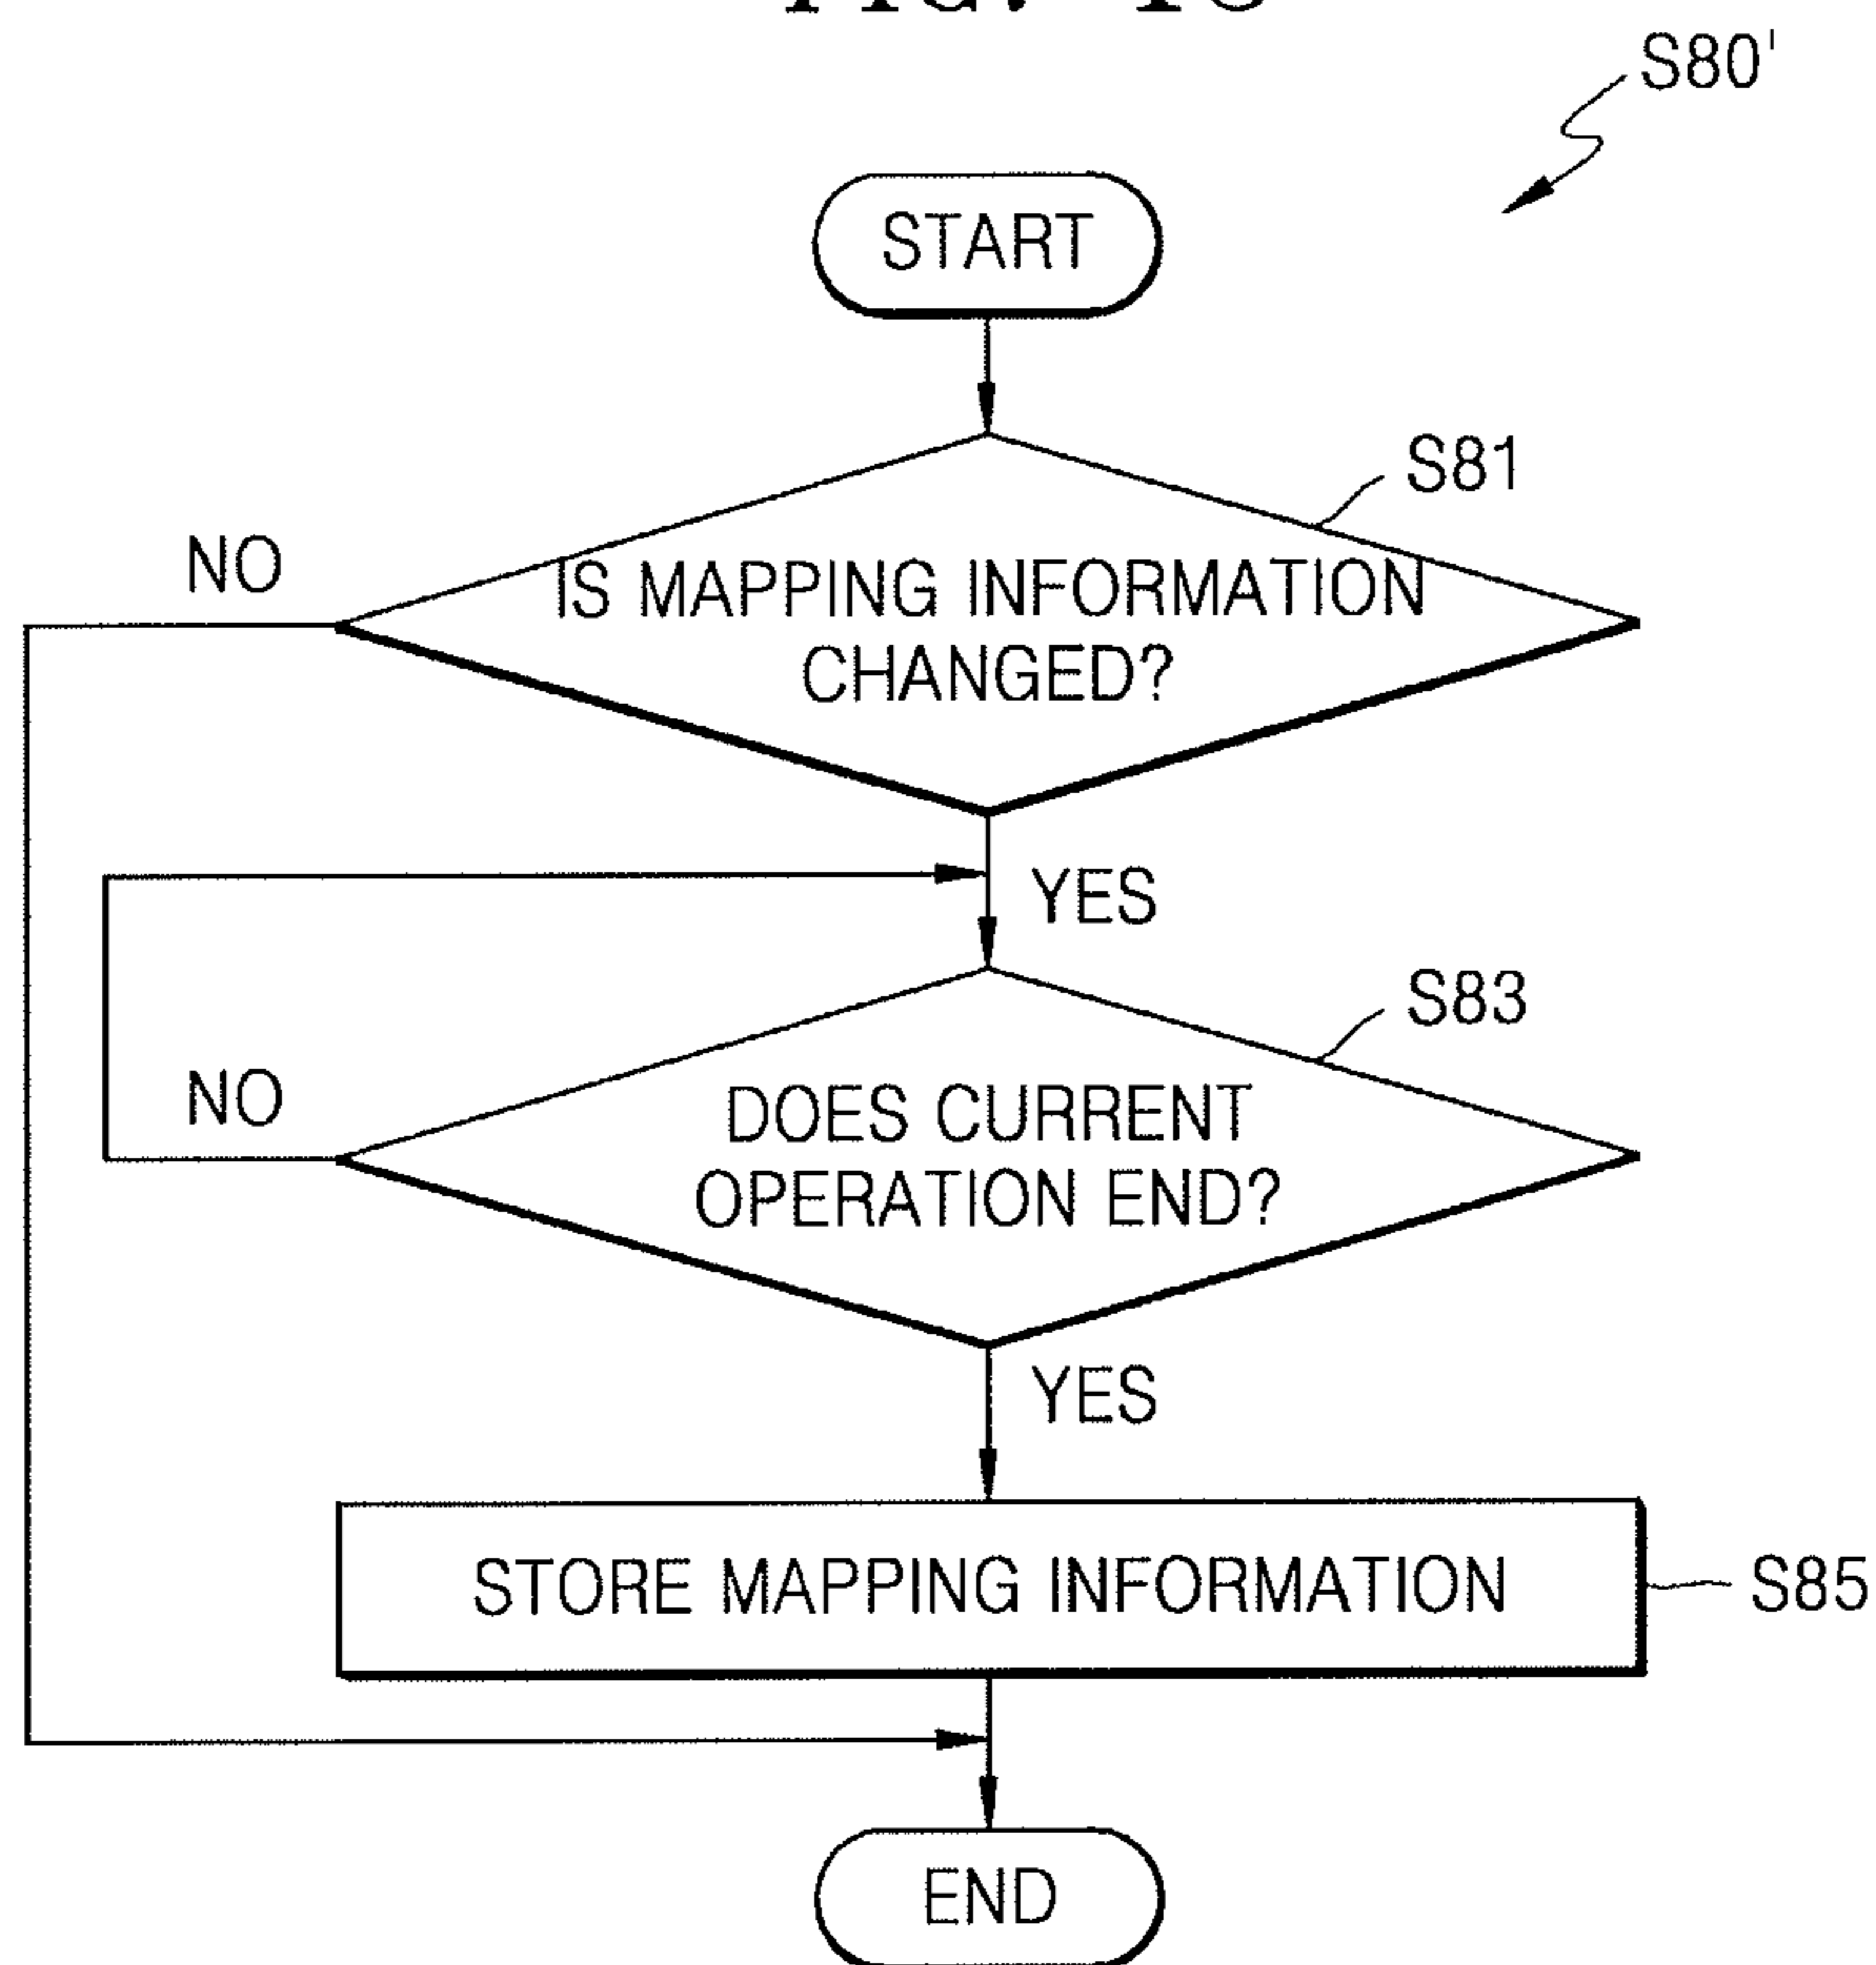 S80'
START
S81
NO
IS MAPPING INFORMATION
CHANGED?
YES
S83
NO
DOES CURRENT
OPERATION END?
YES
STORE MAPPING INFORMATION
S85
END